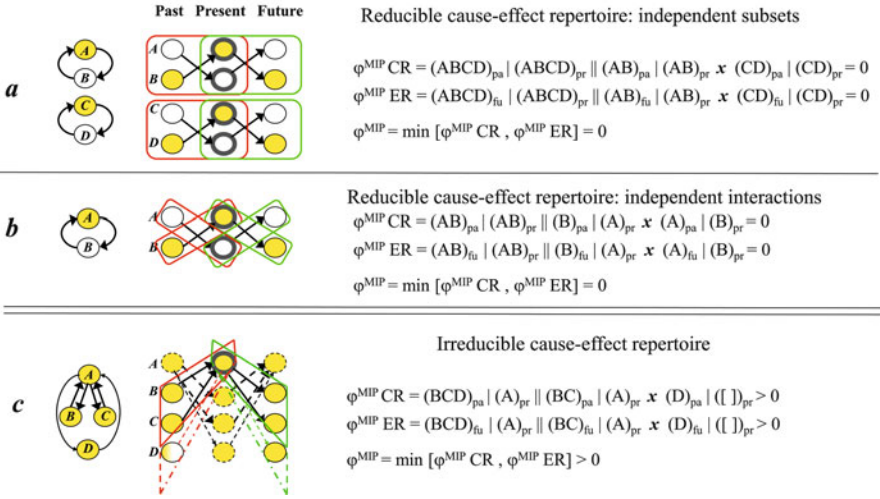 Past Present Future
Reducible cause-effect repertoire: independent subsets
a
A
B
C
D
A
B
C
D
φᴹᴵᴾ CR = (ABCD)ₚₐ | (ABCD)ₚᵣ || (AB)ₚₐ | (AB)ₚᵣ x (CD)ₚₐ | (CD)ₚᵣ = 0
φᴹᴵᴾ ER = (ABCD)fu | (ABCD)ₚᵣ || (AB)fu | (AB)ₚᵣ x (CD)fu | (CD)ₚᵣ = 0
φᴹᴵᴾ = min [φᴹᴵᴾ CR , φᴹᴵᴾ ER] = 0
Reducible cause-effect repertoire: independent interactions
b
A
B
A
B
φᴹᴵᴾ CR = (AB)ₚₐ | (AB)ₚᵣ || (B)ₚₐ | (A)ₚᵣ x (A)ₚₐ | (B)ₚᵣ = 0
φᴹᴵᴾ ER = (AB)fu | (AB)ₚᵣ || (B)fu | (A)ₚᵣ x (A)fu | (B)ₚᵣ = 0
φᴹᴵᴾ = min [φᴹᴵᴾ CR , φᴹᴵᴾ ER] = 0
Irreducible cause-effect repertoire
c
A
B C
D
A
B
C
D
φᴹᴵᴾ CR = (BCD)ₚₐ | (A)ₚᵣ || (BC)ₚₐ | (A)ₚᵣ x (D)ₚₐ | ([ ])ₚᵣ > 0
φᴹᴵᴾ ER = (BCD)fu | (A)ₚᵣ || (BC)fu | (A)ₚᵣ x (D)fu | ([ ])ₚᵣ > 0
φᴹᴵᴾ = min [φᴹᴵᴾ CR , φᴹᴵᴾ ER] > 0